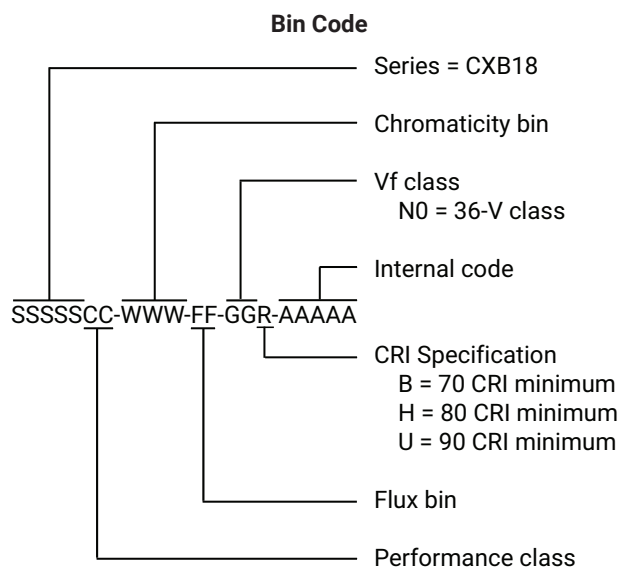 Bin Code
Series = CXB18
Chromaticity bin
Vf class
N0 = 36-V class
Internal code
SSSSSCC-WWW-FF-GGR-AAAAA
CRI Specification
B = 70 CRI minimum
H = 80 CRI minimum
U = 90 CRI minimum
Flux bin
Performance class